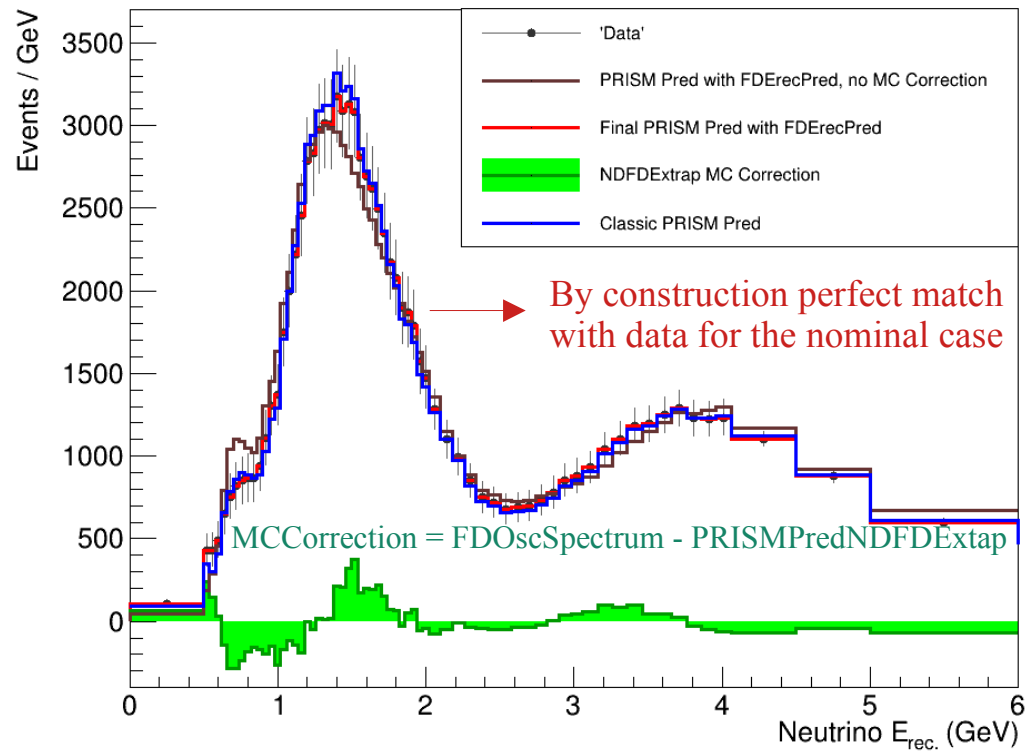 Events / GeV
3500
3000
2500
2000
1500
1000
500
0
'Data'
PRISM Pred with FDErecPred, no MC Correction
Final PRISM Pred with FDErecPred
NDFDExtrap MC Correction
Classic PRISM Pred
By construction perfect match
with data for the nominal case
MCCorrection = FDOscSpectrum - PRISMPredNDFDExtap
0 1 2 3 4 5 6
Neutrino Erec. (GeV)